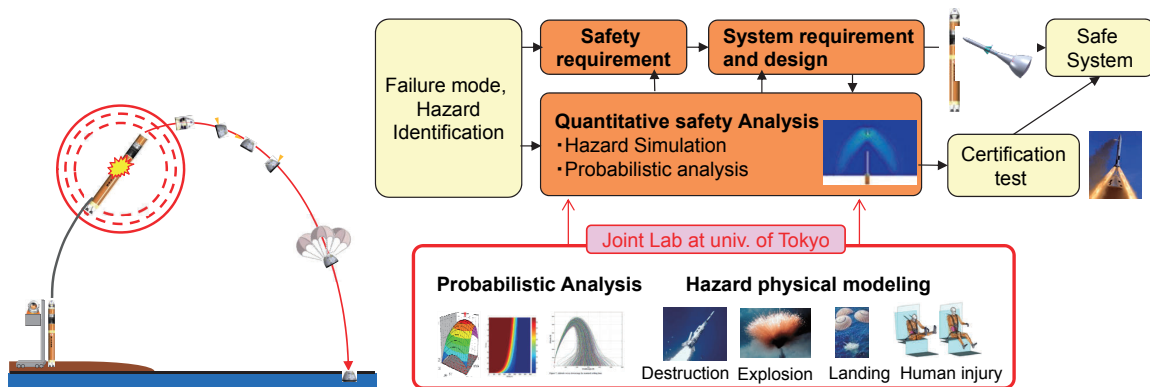 Failure mode,
Hazard
Identification
Safety
requirement
System requirement
and design
Safe
System
Quantitative safety Analysis
・Hazard Simulation
・Probabilistic analysis
Certification
test
Joint Lab at univ. of Tokyo
Probabilistic Analysis
Hazard physical modeling
Destruction
Explosion
Landing
Human injury